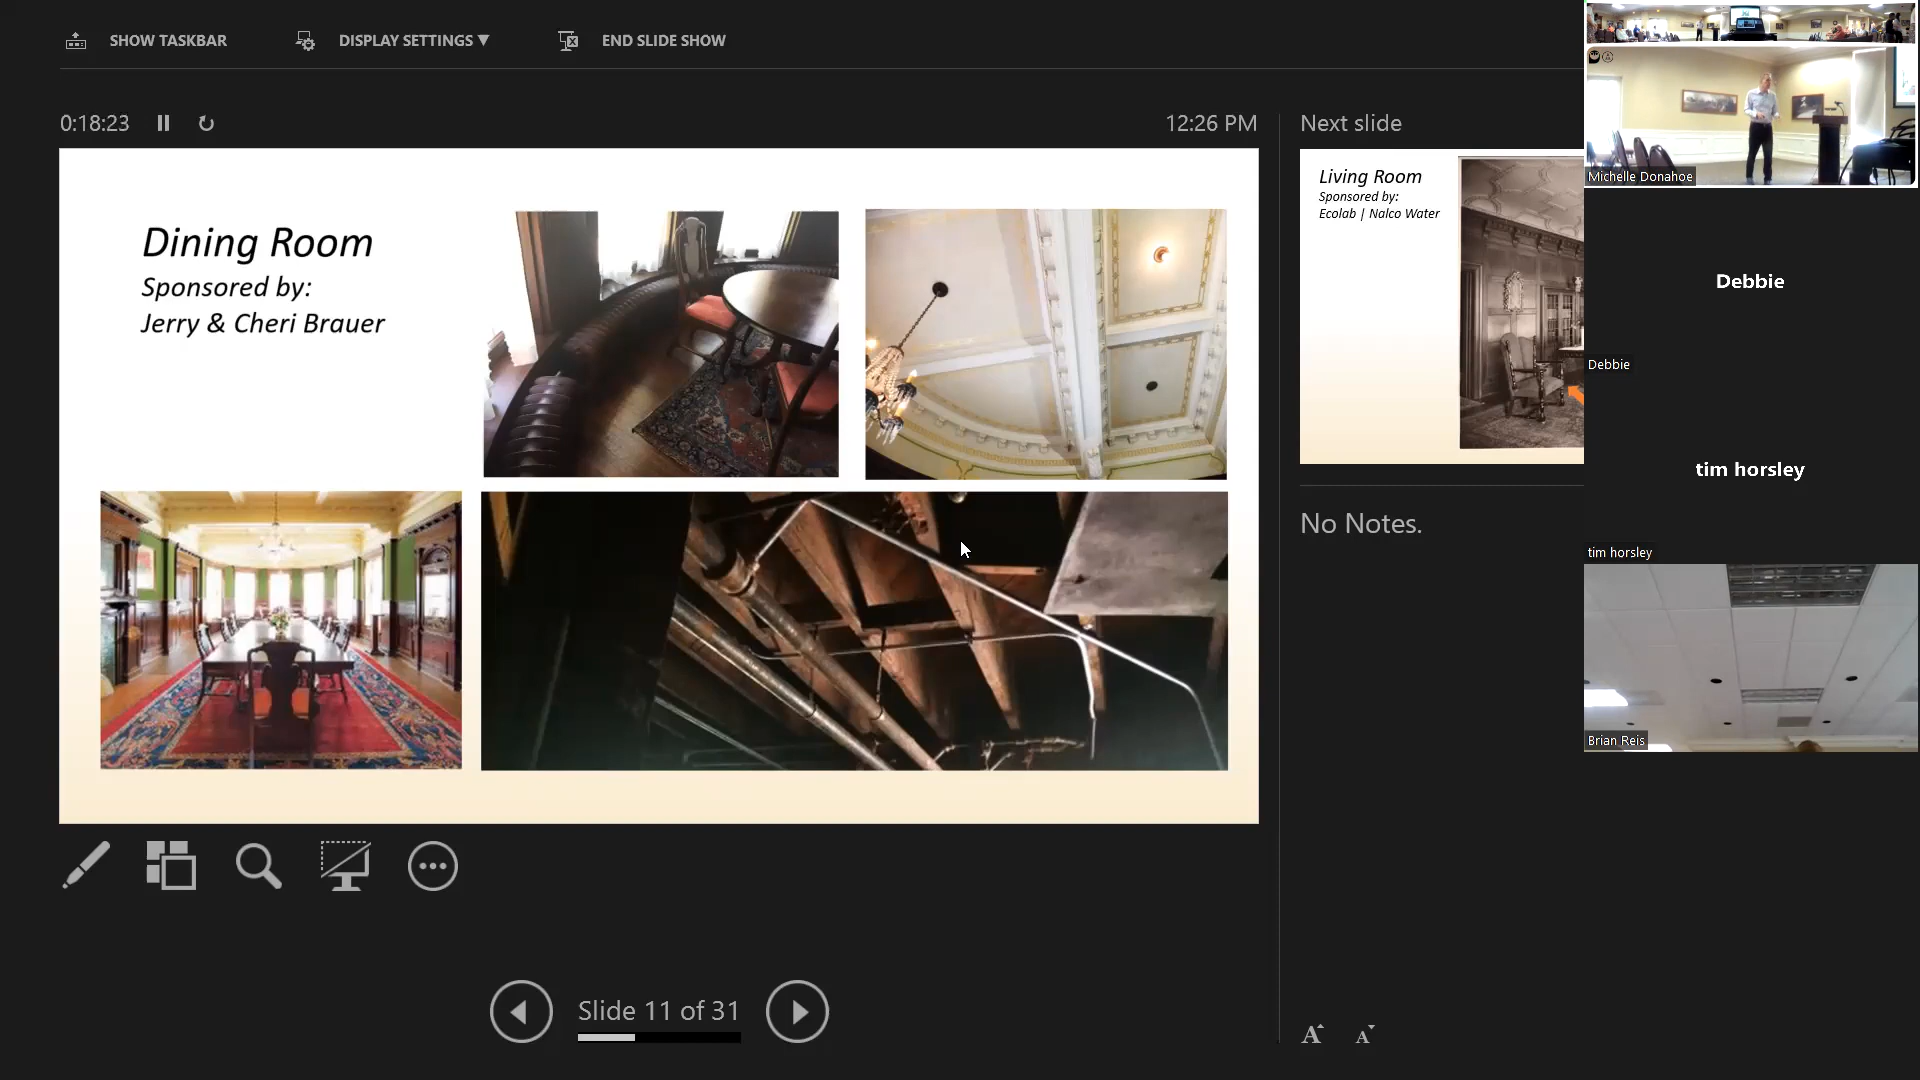 SHOW TASKBAR
DISPLAY SETTINGS ▼
END SLIDE SHOW
0:18:23
12:26 PM
Next slide
Dining Room
Sponsored by:
Jerry & Cheri Brauer
Living Room
Sponsored by:
Ecolab | Nalco Water
No Notes.
Slide 11 of 31
A
A
Michelle Donahoe
Debbie
Debbie
tim horsley
tim horsley
Brian Reis